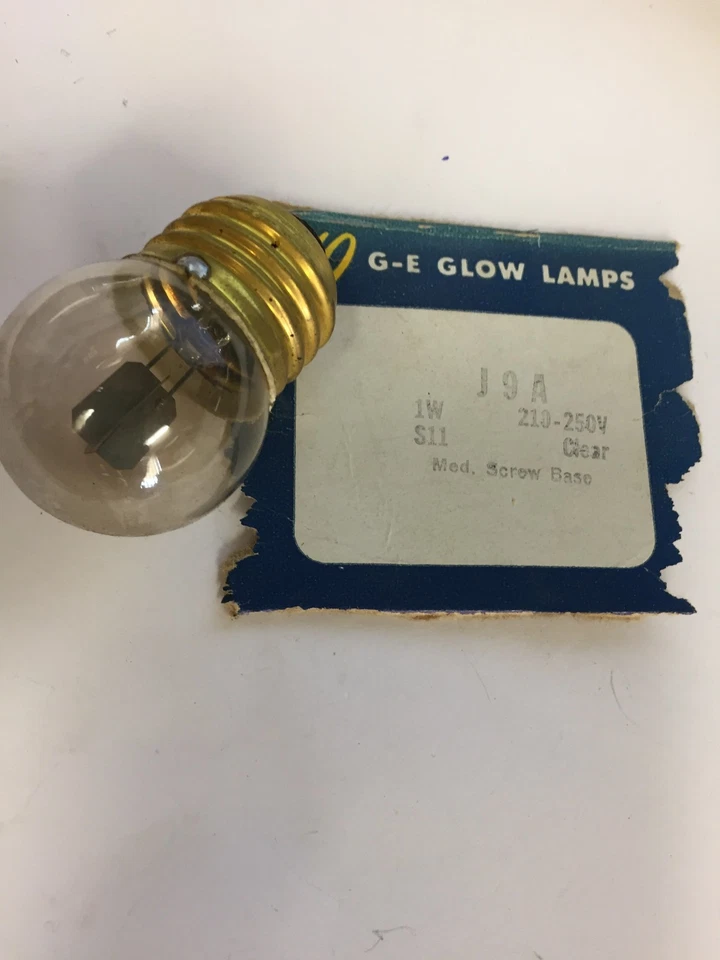 G-E GLOW LAMPS
J9A
1W 210-250V
S11 Clear
Med. Screw Base